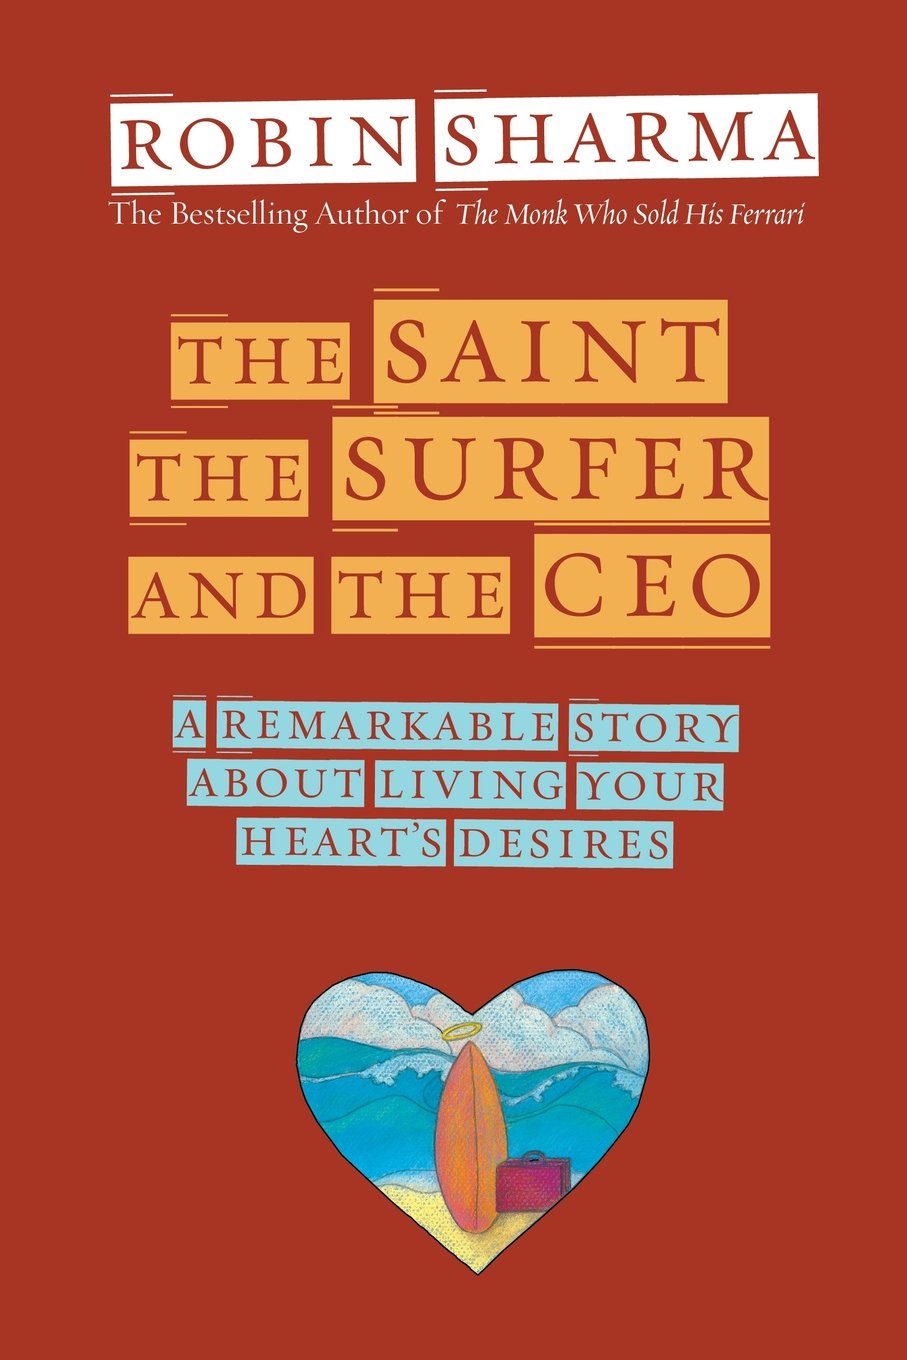 ROBIN SHARMA
The Bestselling Author of The Monk Who Sold His Ferrari
THE SAINT
THE SURFER
AND THE CEO
A REMARKABLE STORY
ABOUT LIVING YOUR
HEART'S DESIRES